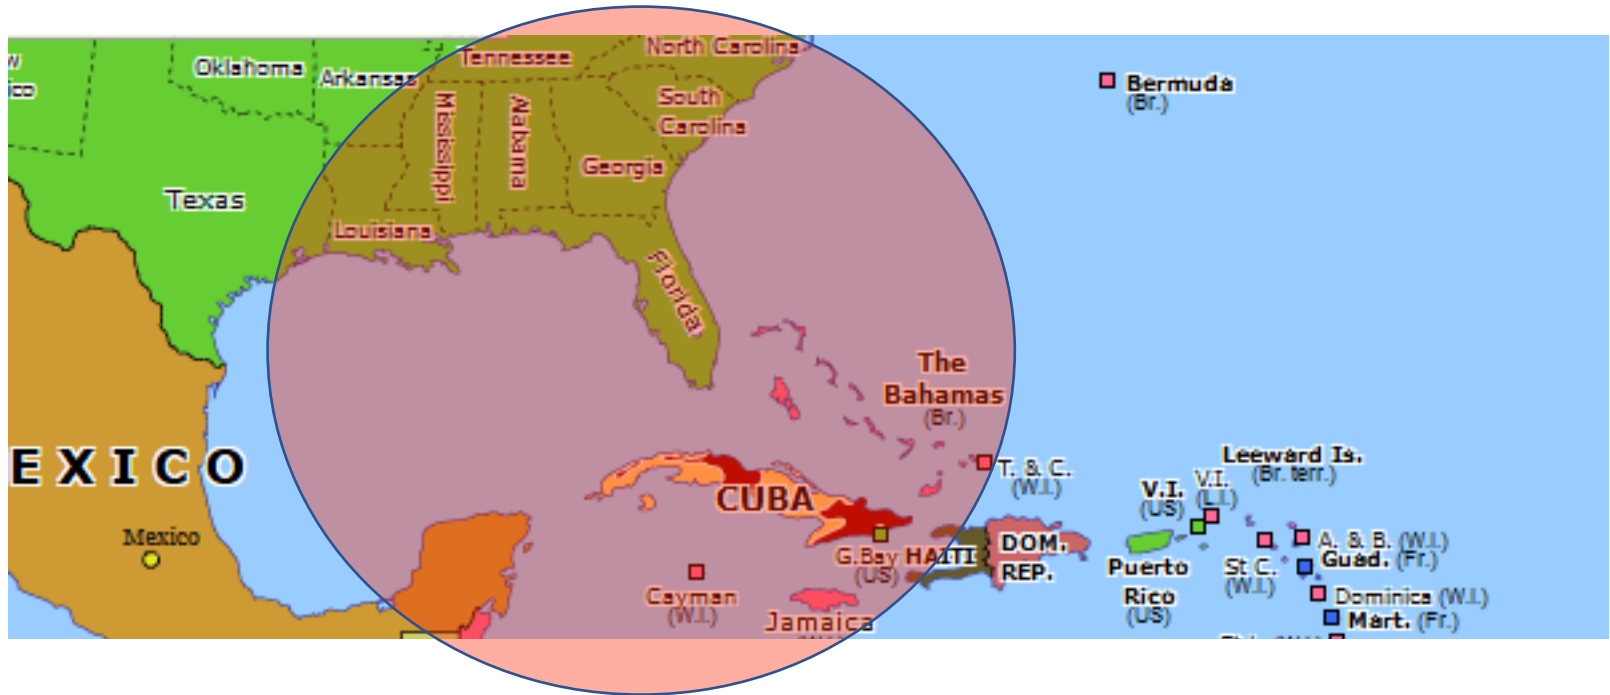 w
ico
Oklahoma
Arkansas
Tennessee
North Carolina
South
Carolina
Mississippi
Alabama
Georgia
Texas
Louisiana
Florida
Bermuda
(Br.)
The
Bahamas
(Br.)
EXICO
Mexico
CUBA
G.Bay
(US)
HAITI
DOM.
REP.
Cayman
(W.I.)
Jamaica
T. & C.
(W.I.)
Puerto
Rico
(US)
V.I.
(US)
V.I.
(L.I.)
Leeward Is.
(Br. terr.)
St C.
(W.I.)
A. & B. (W.I.)
Guad. (Fr.)
Dominica (W.I.)
Mart. (Fr.)